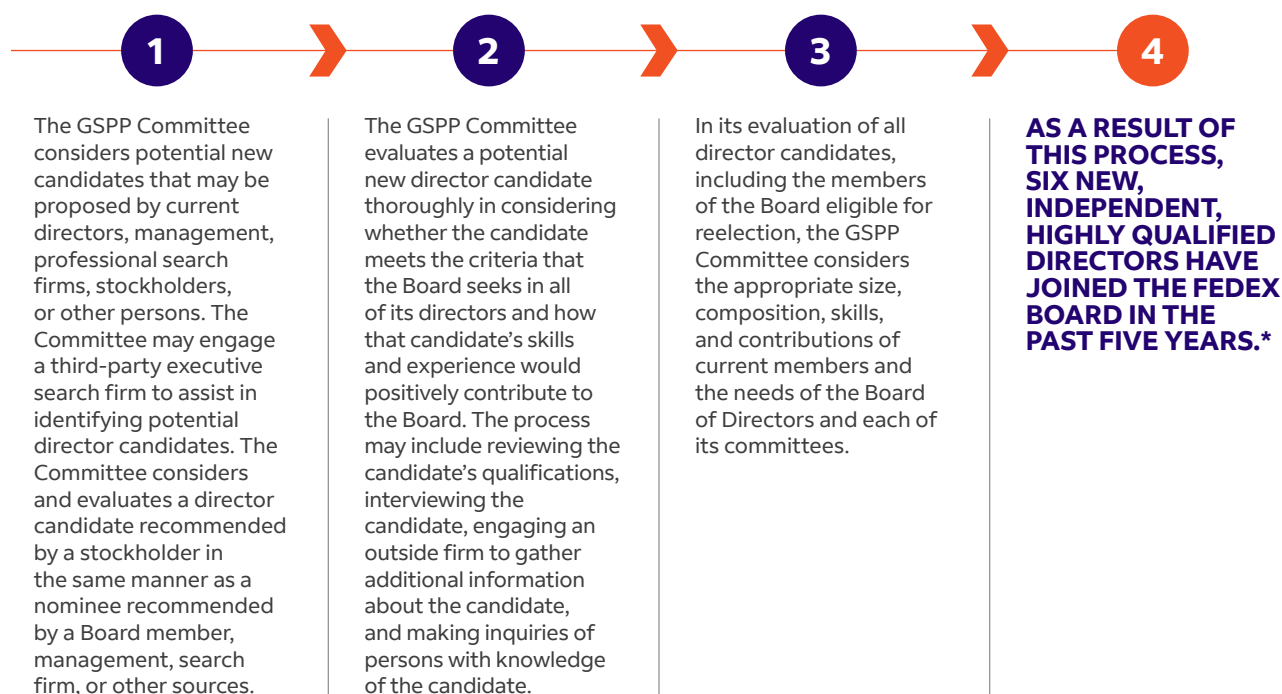 1
The GSPP Committee
considers potential new
candidates that may be
proposed by current
directors, management,
professional search
firms, stockholders,
or other persons. The
Committee may engage
a third-party executive
search firm to assist in
identifying potential
director candidates. The
Committee considers
and evaluates a director
candidate recommended
by a stockholder in
the same manner as a
nominee recommended
by a Board member,
management, search
firm, or other sources.
2
The GSPP Committee
evaluates a potential
new director candidate
thoroughly in considering
whether the candidate
meets the criteria that
the Board seeks in all
of its directors and how
that candidate’s skills
and experience would
positively contribute to
the Board. The process
may include reviewing the
candidate’s qualifications,
interviewing the
candidate, engaging an
outside firm to gather
additional information
about the candidate,
and making inquiries of
persons with knowledge
of the candidate.
3
In its evaluation of all
director candidates,
including the members
of the Board eligible for
reelection, the GSPP
Committee considers
the appropriate size,
composition, skills,
and contributions of
current members and
the needs of the Board
of Directors and each of
its committees.
4
AS A RESULT OF
THIS PROCESS,
SIX NEW,
INDEPENDENT,
HIGHLY QUALIFIED
DIRECTORS HAVE
JOINED THE FEDEX
BOARD IN THE
PAST FIVE YEARS.*